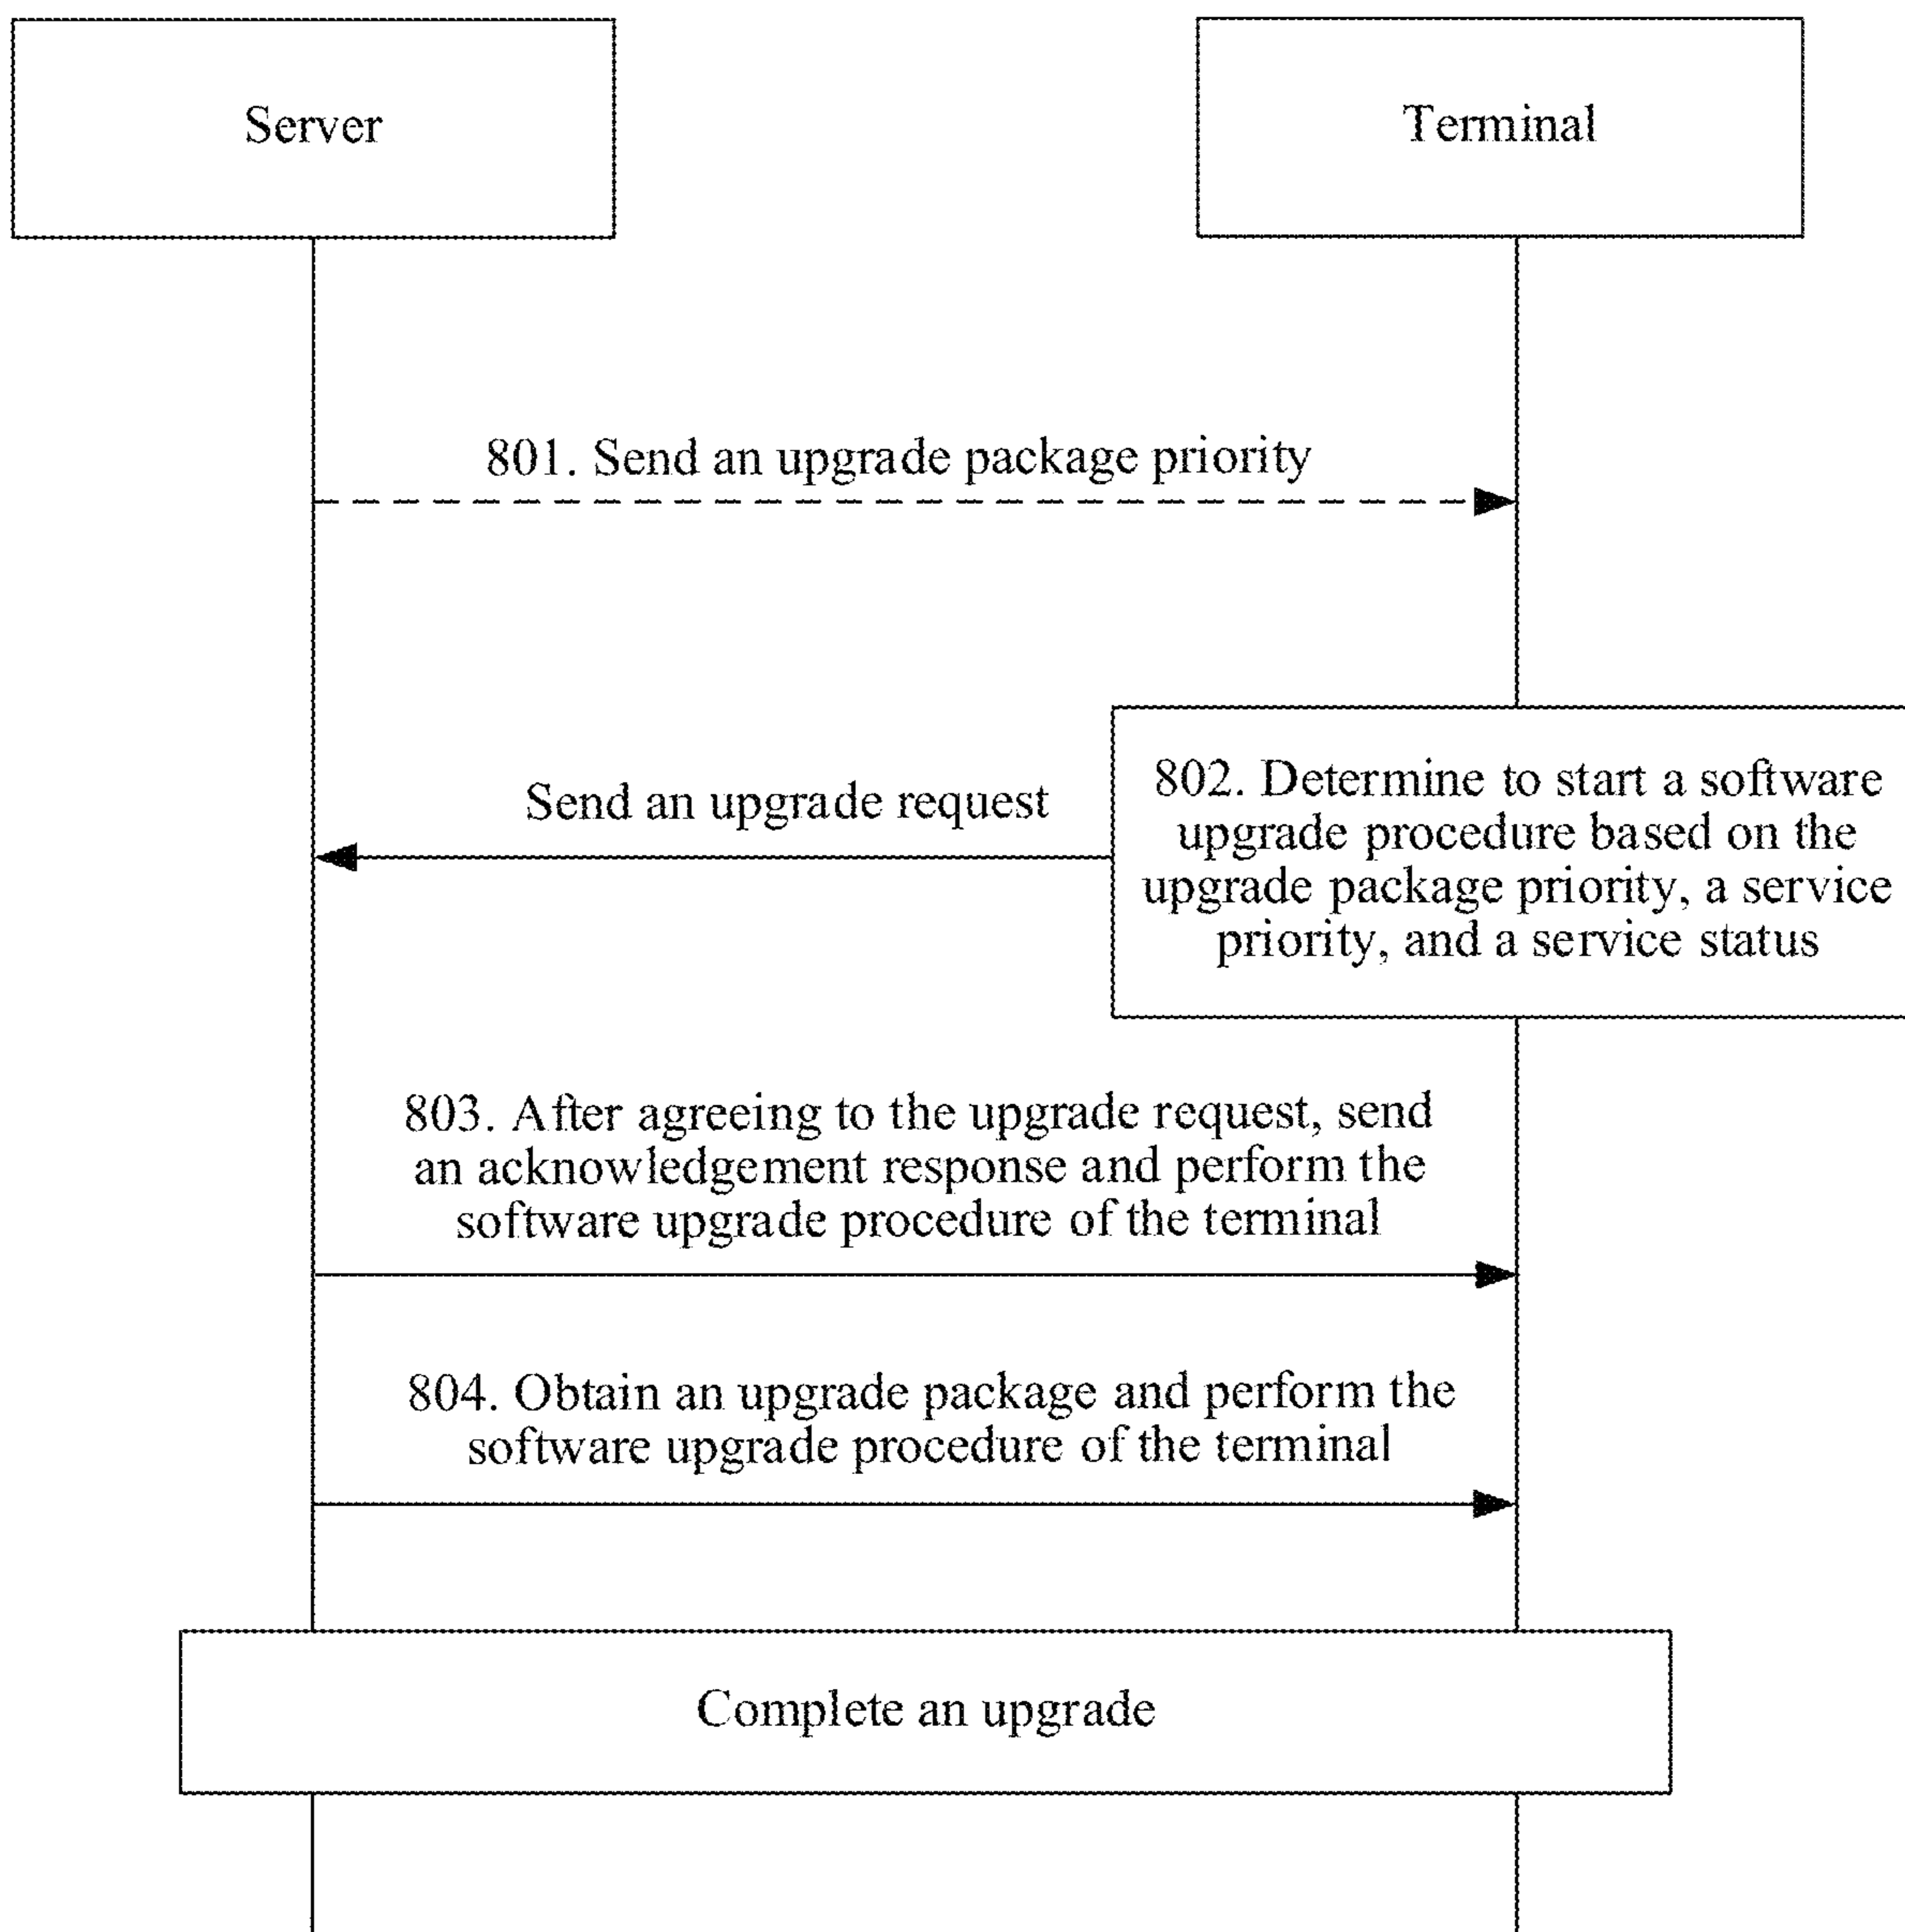 Server
Terminal
801. Send an upgrade package priority
802. Determine to start a software
upgrade procedure based on the
upgrade package priority, a service
priority, and a service status
Send an upgrade request
803. After agreeing to the upgrade request, send
an acknowledgement response and perform the
software upgrade procedure of the terminal
804. Obtain an upgrade package and perform the
software upgrade procedure of the terminal
Complete an upgrade